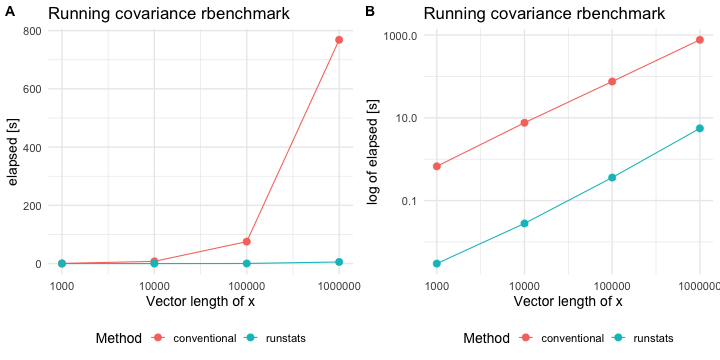 A Running covariance rbenchmark
elapsed [s]
800
600
400
200
0
1000 10000 100000 1000000
Vector length of x
Method conventional runstats
B Running covariance rbenchmark
log of elapsed [s]
1000.0
10.0
0.1
1000 10000 100000 1000000
Vector length of x
Method conventional runstats